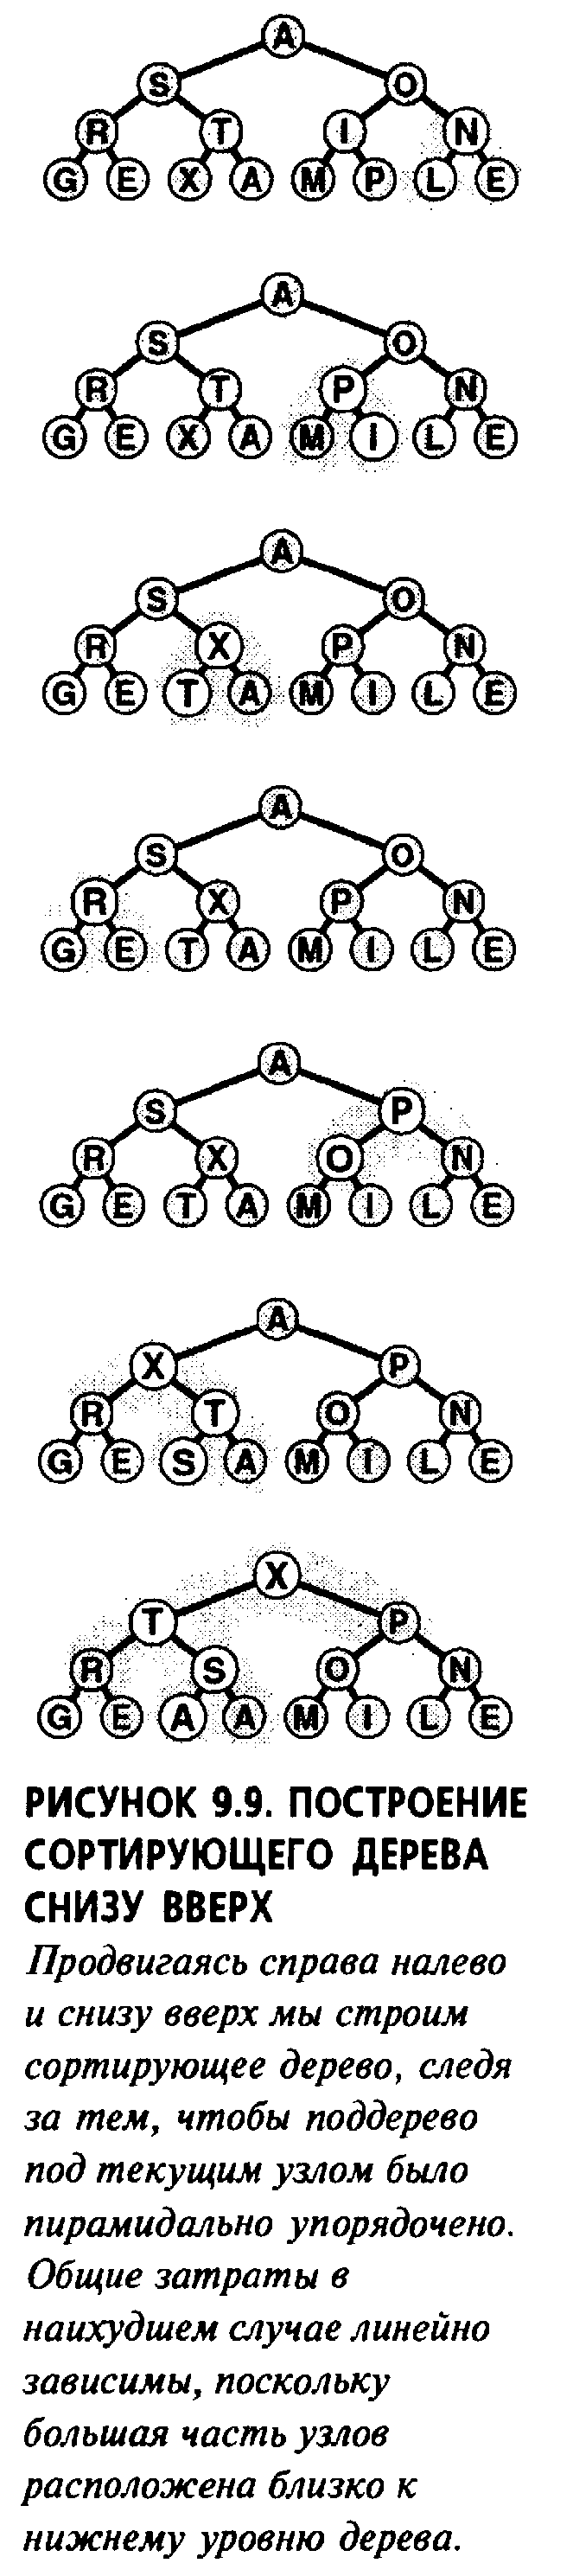 A
S O
R T I N
G E X A M P L E
A
S O
R T P N
G E X A M I L E
A
S O
R X P N
G E T A M I L E
A
S O
R X P N
G E T A M I L E
A
S P
R X O N
G E T A M I L E
A
X P
R T O N
G E S A M I L E
X
T P
R S O N
G E A A M I L E
РИСУНОК 9.9. ПОСТРОЕНИЕ
СОРТИРУЮЩЕГО ДЕРЕВА
СНИЗУ ВВЕРХ
Продвигаясь справа налево
и снизу вверх мы строим
сортирующее дерево, следя
за тем, чтобы поддерево
под текущим узлом было
пирамидально упорядочено.
Общие затраты в
наихудшем случае линейно
зависимы, поскольку
большая часть узлов
расположена близко к
нижнему уровню дерева.